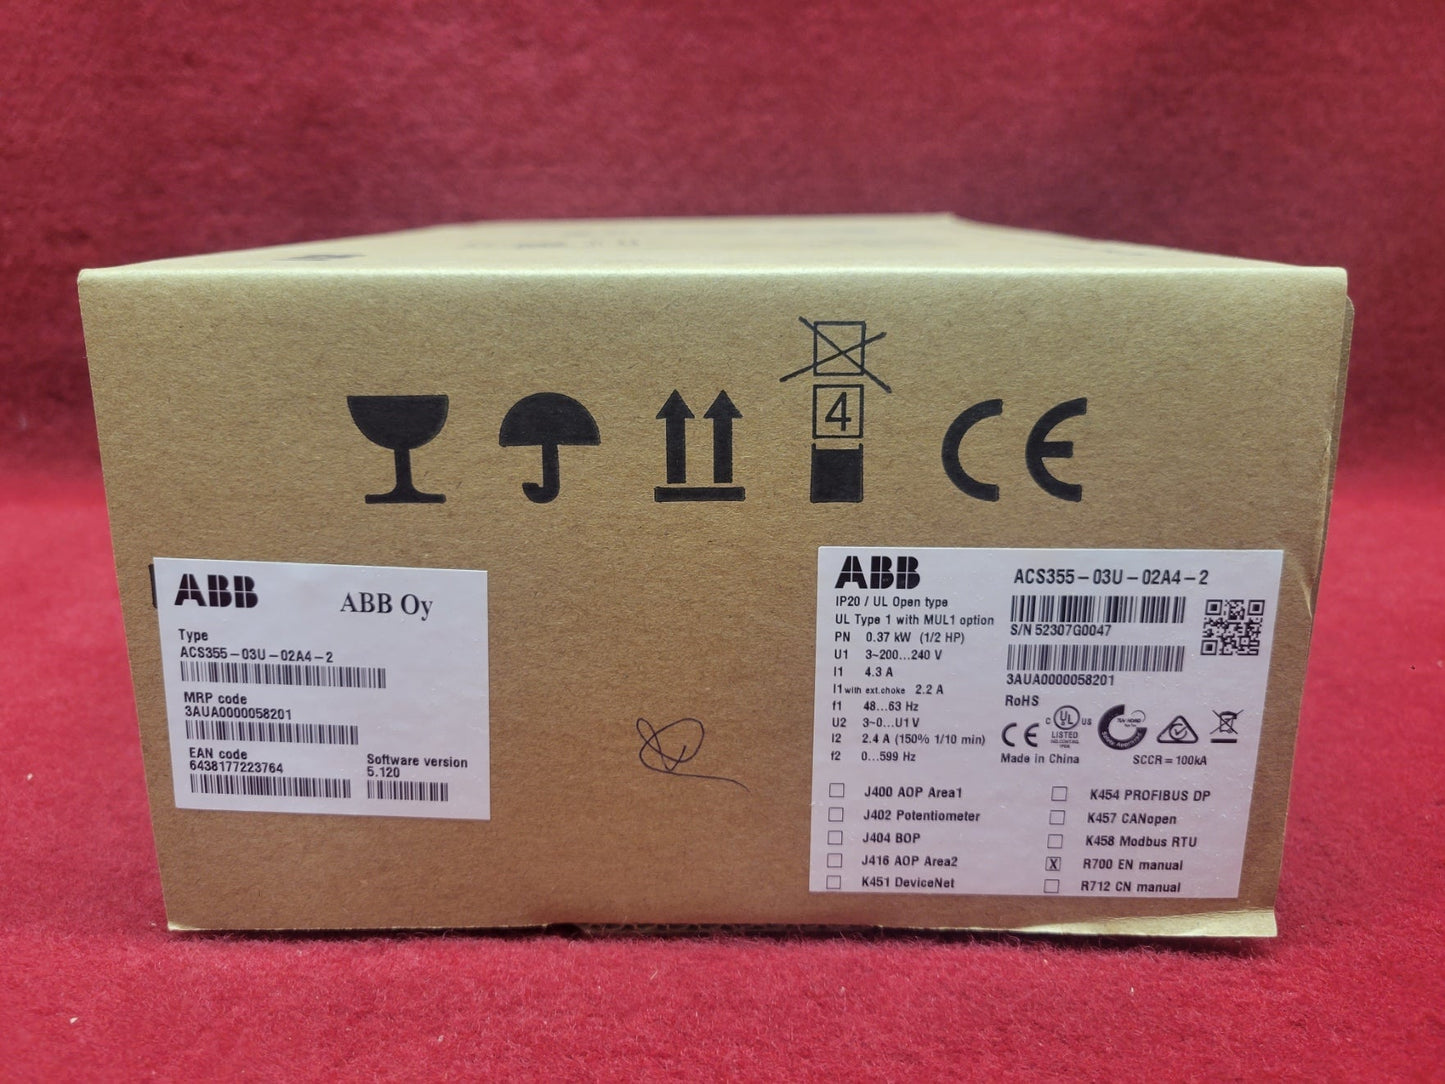 4
CE
ABB
ABB Oy
Type
ACS355-03U-02A4-2
MRP code
3AUA0000058201
EAN code
6438177223764
Software version
5.120
ABB
IP20 / UL Open type
UL Type 1 with MUL1 option
PN 0.37 kW (1/2 HP)
U1 3~200...240 V
I1 4.3 A
I1 with ext.choke 2.2 A
f1 48...63 Hz
U2 3~0...U1 V
I2 2.4 A (150% 1/10 min)
f2 0...599 Hz
ACS355-03U-02A4-2
S/N 52307G0047
3AUA0000058201
RoHS
CE
C UL US
LISTED
Made in China
SCCR = 100kA
J400 AOP Area1
J402 Potentiometer
J404 BOP
J416 AOP Area2
K451 DeviceNet
K454 PROFIBUS DP
K457 CANopen
K458 Modbus RTU
X R700 EN manual
R712 CN manual